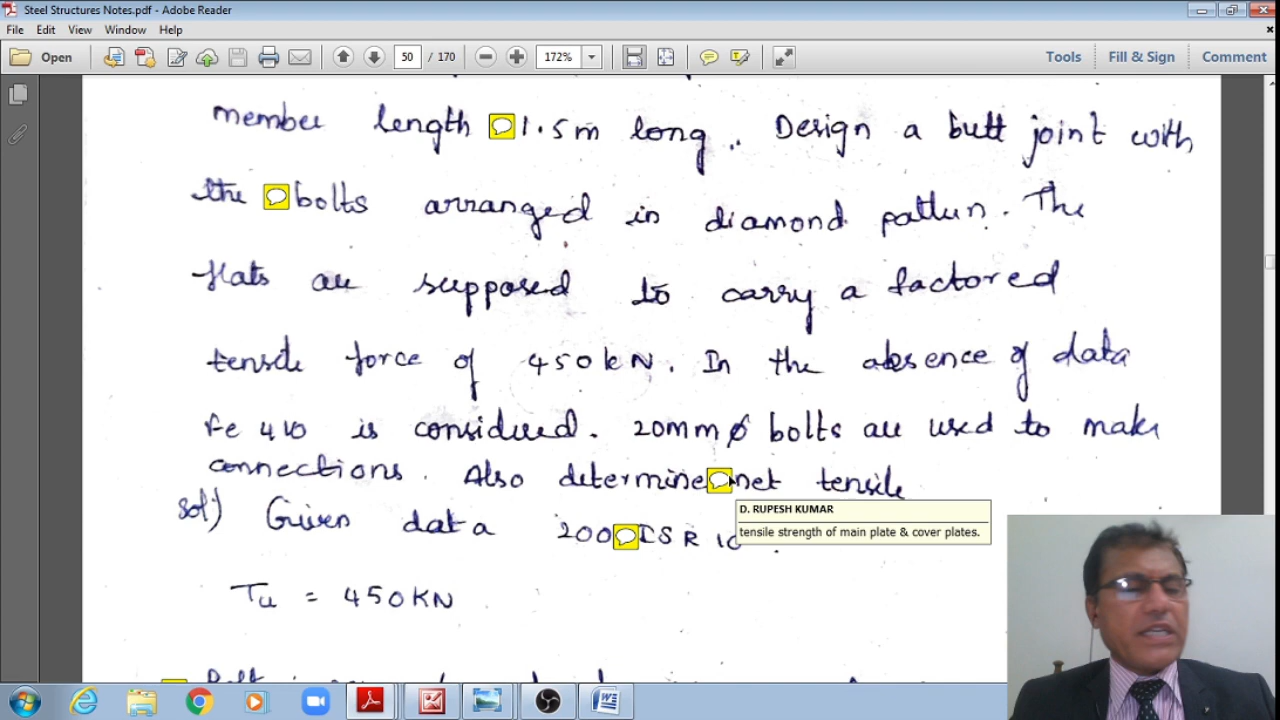 Steel Structures Notes.pdf - Adobe Reader
File Edit View Window Help
Open 50 / 170 172% Tools Fill & Sign Comment
member length 1.5m long. Design a butt joint with
the bolts arranged in diamond pattern. The
flats are supposed to carry a factored
tensile force of 450kN. In the absence of data
Fe 410 is considered. 20mmφ bolts are used to make
connections. Also determine net tensile
D. RUPESH KUMAR
tensile strength of main plate & cover plates.
Sol) Given data 200 ISR 10
Tu = 450KN